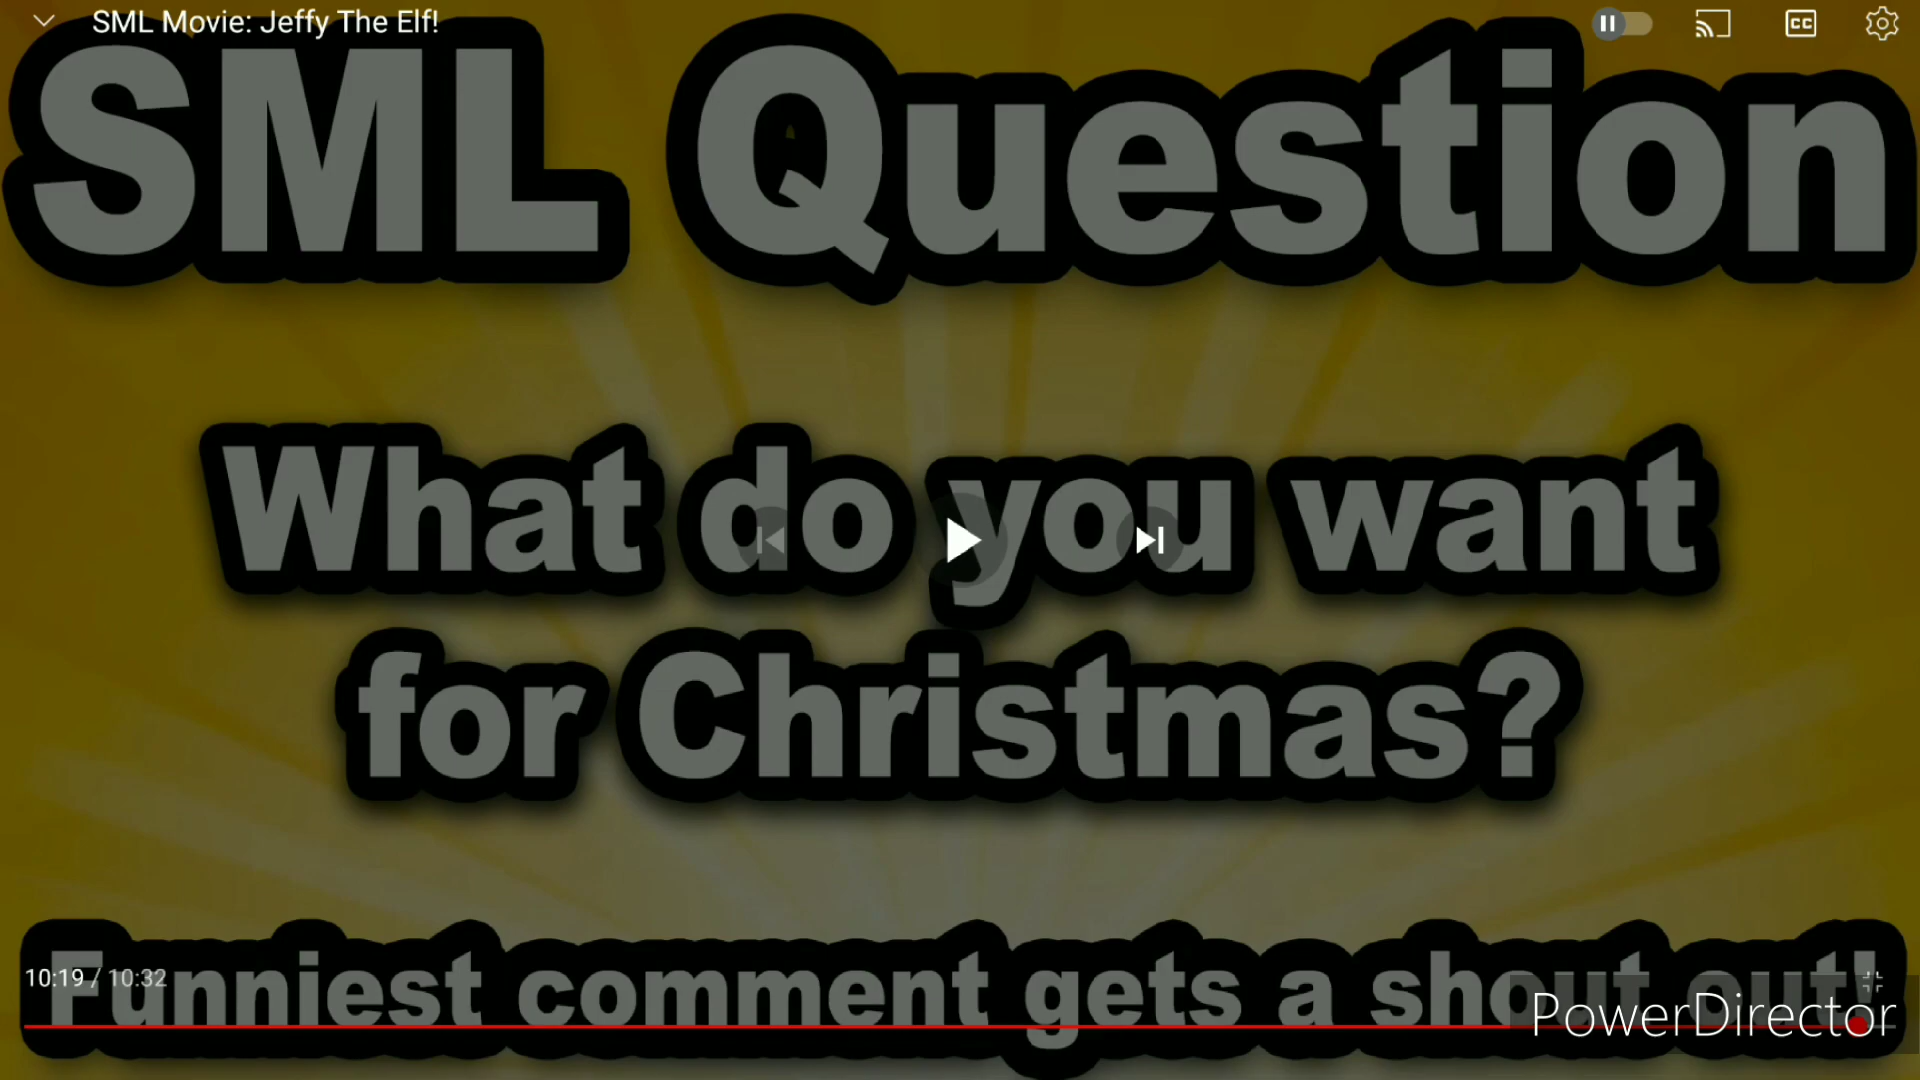 SML Movie: Jeffy The Elf!
SML Question
What do you want
for Christmas?
Funniest comment gets a shout out!
10:19 / 10:32
PowerDirector
CC